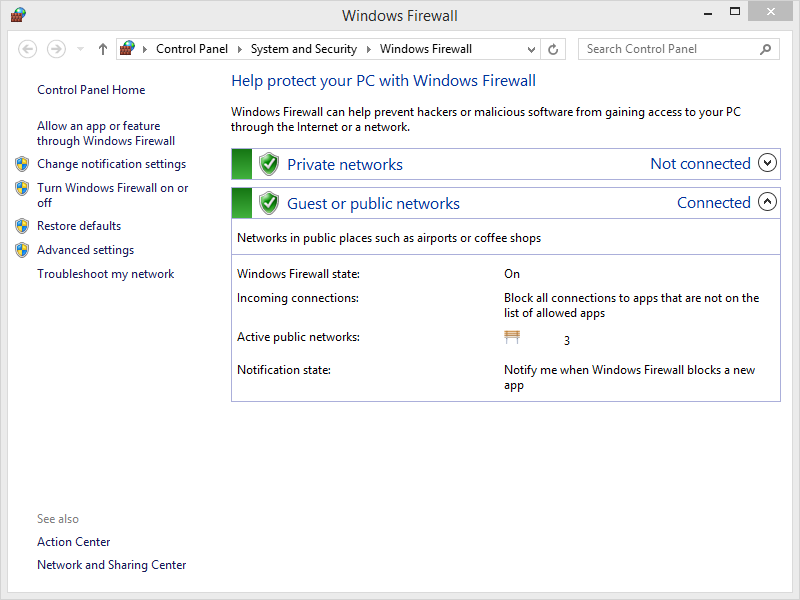 Windows Firewall
Control Panel
System and Security
Windows Firewall
Search Control Panel
Control Panel Home
Allow an app or feature
through Windows Firewall
Change notification settings
Turn Windows Firewall on or
off
Restore defaults
Advanced settings
Troubleshoot my network
Help protect your PC with Windows Firewall
Windows Firewall can help prevent hackers or malicious software from gaining access to your PC
through the Internet or a network.
Private networks Not connected
Guest or public networks Connected
Networks in public places such as airports or coffee shops
Windows Firewall state: On
Incoming connections: Block all connections to apps that are not on the
list of allowed apps
Active public networks: 3
Notification state: Notify me when Windows Firewall blocks a new
app
See also
Action Center
Network and Sharing Center